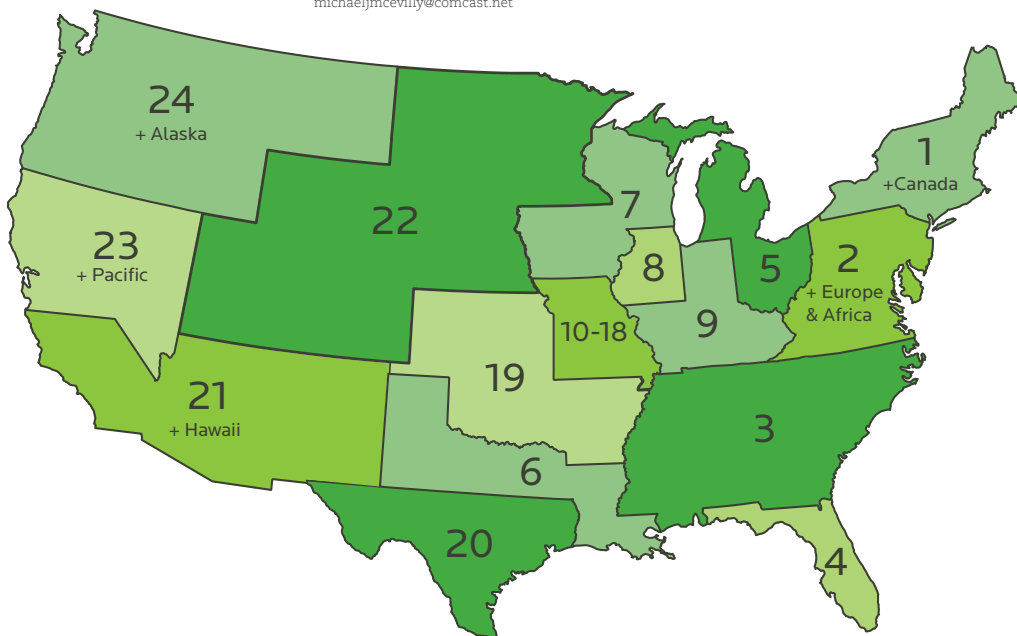 michaeljmcevilly@comcast.net
24
+ Alaska
1
+Canada
22
7
23
+ Pacific
8
5
2
+ Europe
& Africa
10-18
9
19
21
+ Hawaii
3
6
20
4